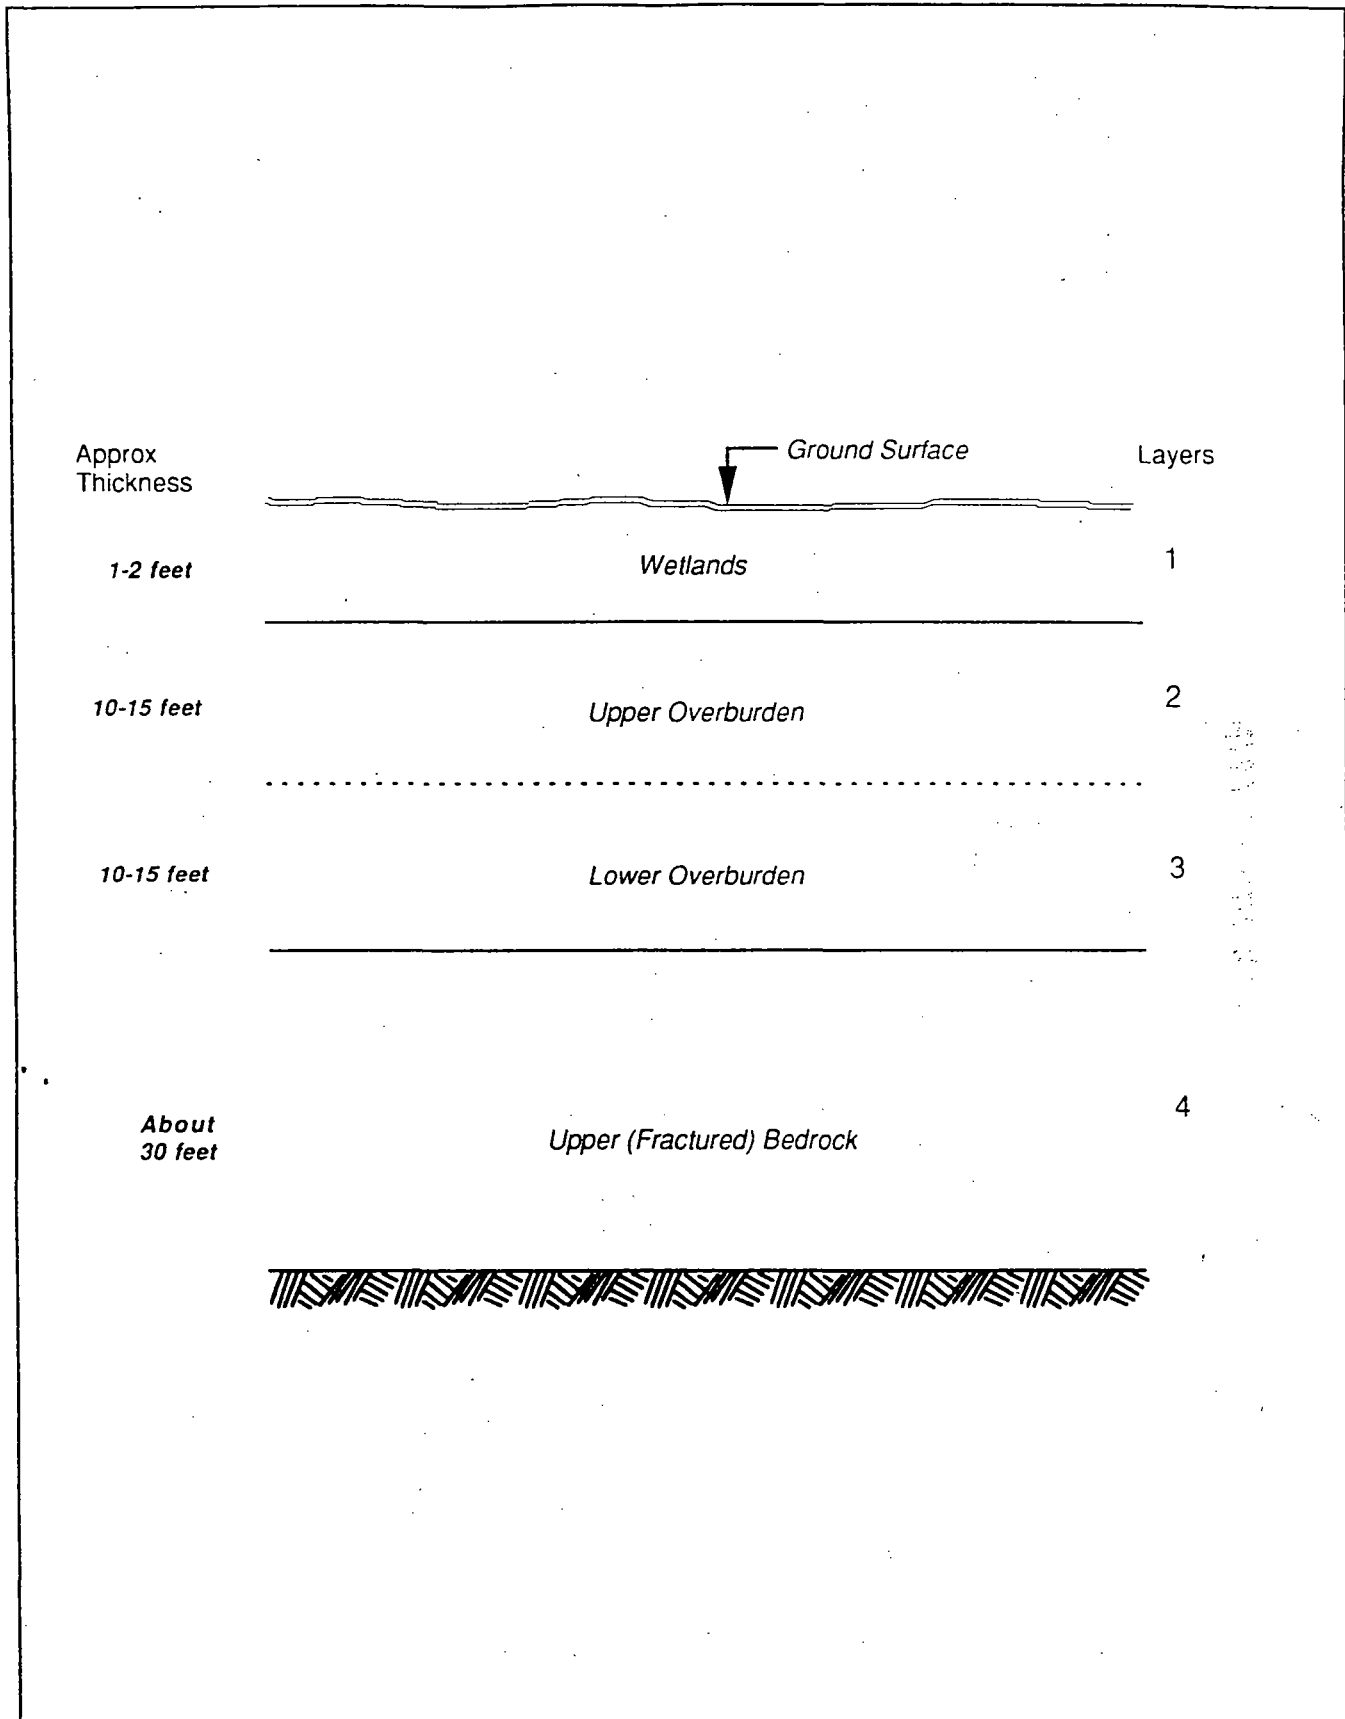 Approx
Thickness
Ground Surface
Layers
1-2 feet
Wetlands
1
10-15 feet
Upper Overburden
2
10-15 feet
Lower Overburden
3
About
30 feet
Upper (Fractured) Bedrock
4